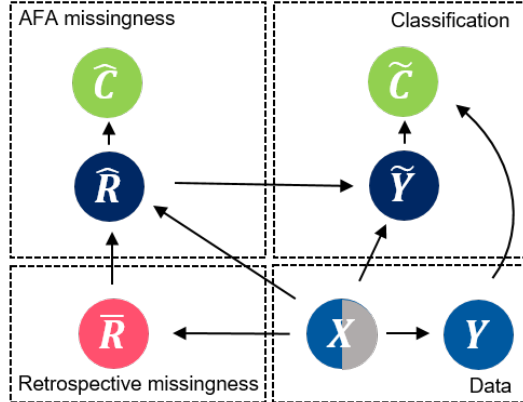 AFA missingness
Classification
Ĉ
C̃
R̂
Ỹ
R̄
X
Y
Retrospective missingness
Data